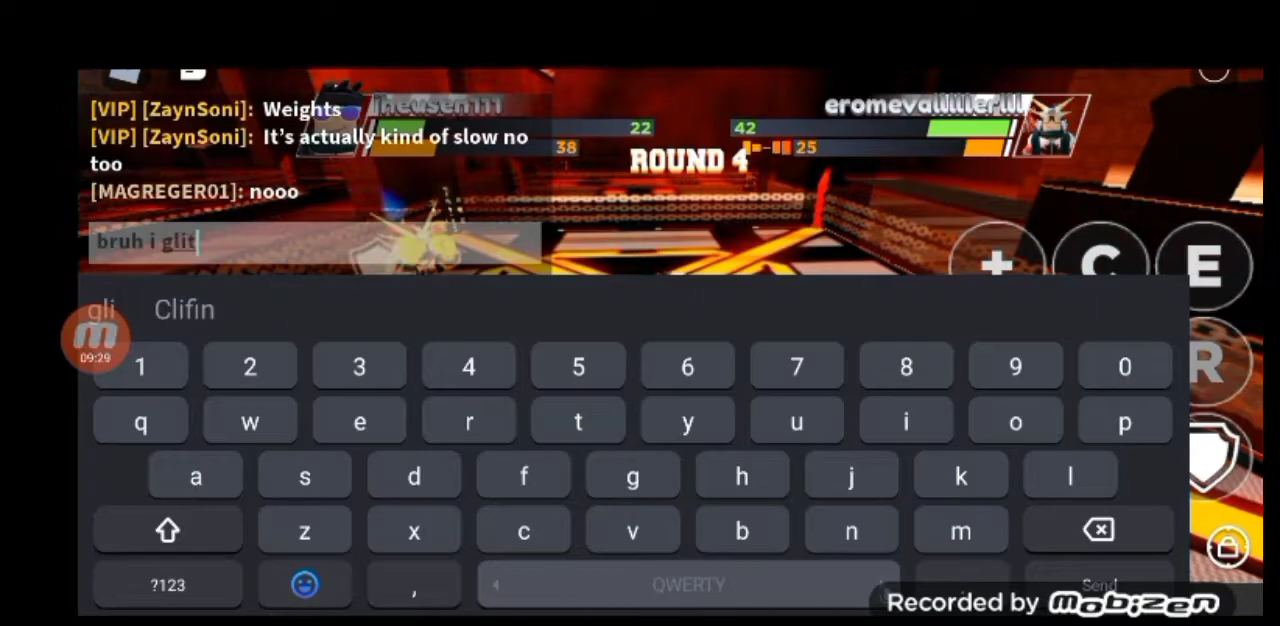 [VIP] [ZaynSoni]: Weights
[VIP] [ZaynSoni]: It's actually kind of slow no
too
[MAGREGER01]: nooo
22
42
38
25
ROUND 4
bruh i glit
+ C E
R
gli Clifin
09:29
1 2 3 4 5 6 7 8 9 0
q w e r t y u i o p
a s d f g h j k l
z x c v b n m
?123 , QWERTY Send
Recorded by mobizen